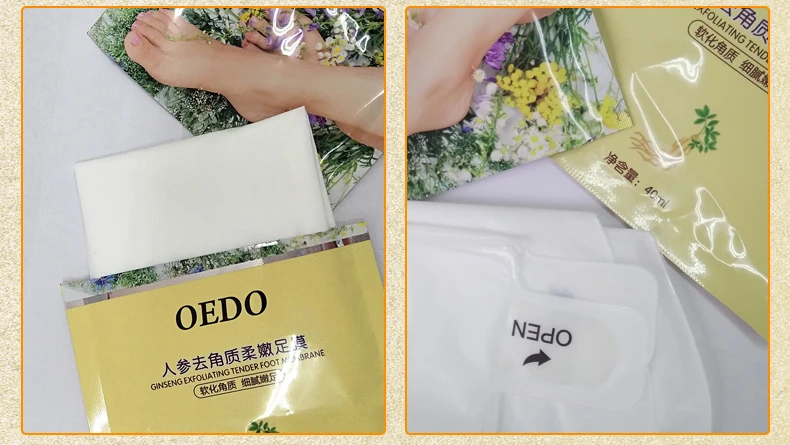 OEDO
人参去角质柔嫩足膜
GINSENG EXFOLIATING TENDER FOOT MEMBRANE
软化角质 细腻嫩足
去角质
EXFOLIATING TENDER
软化角质 细腻嫩
净含量：40ml
OPEN